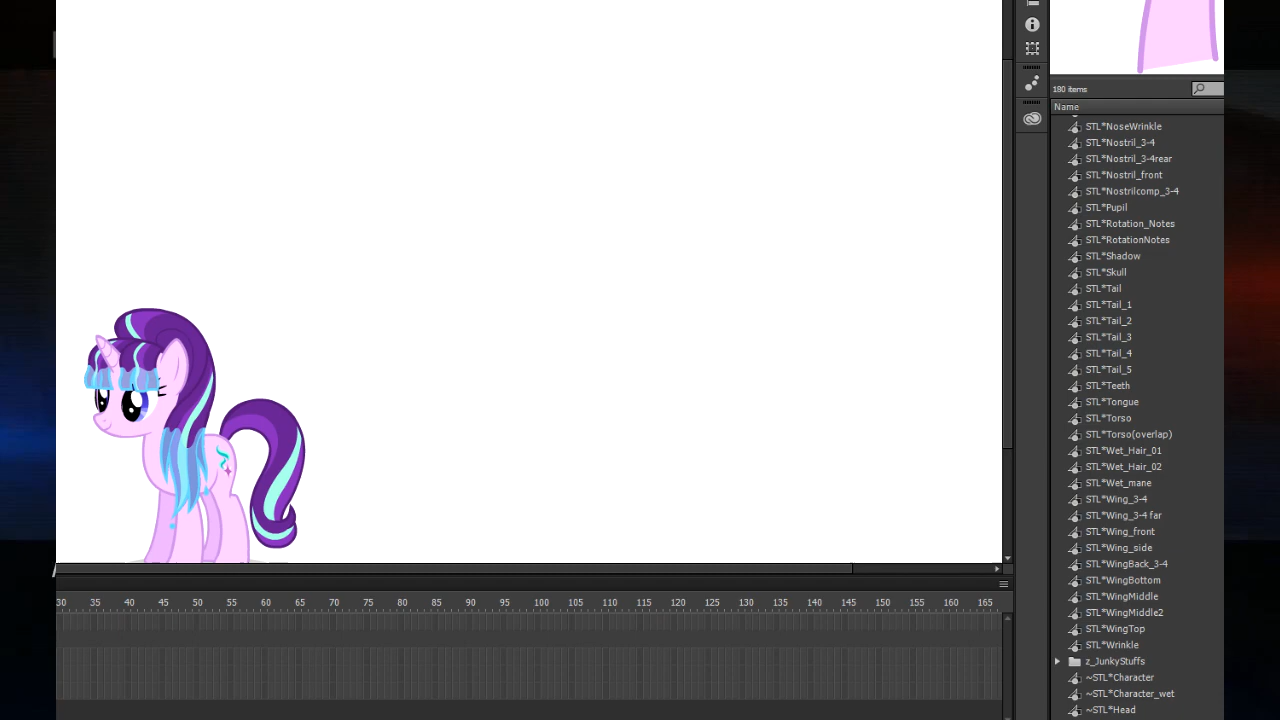 180 items
Name
STL*NoseWrinkle
STL*Nostril_3-4
STL*Nostril_3-4rear
STL*Nostril_front
STL*Nostrilcomp_3-4
STL*Pupil
STL*Rotation_Notes
STL*RotationNotes
STL*Shadow
STL*Skull
STL*Tail
STL*Tail_1
STL*Tail_2
STL*Tail_3
STL*Tail_4
STL*Tail_5
STL*Teeth
STL*Tongue
STL*Torso
STL*Torso(overlap)
STL*Wet_Hair_01
STL*Wet_Hair_02
STL*Wet_mane
STL*Wing_3-4
STL*Wing_3-4 far
STL*Wing_front
STL*Wing_side
STL*WingBack_3-4
STL*WingBottom
STL*WingMiddle
STL*WingMiddle2
STL*WingTop
STL*Wrinkle
z_JunkyStuffs
~STL*Character
~STL*Character_wet
~STL*Head
30 35 40 45 50 55 60 65 70 75 80 85 90 95 100 105 110 115 120 125 130 135 140 145 150 155 160 165